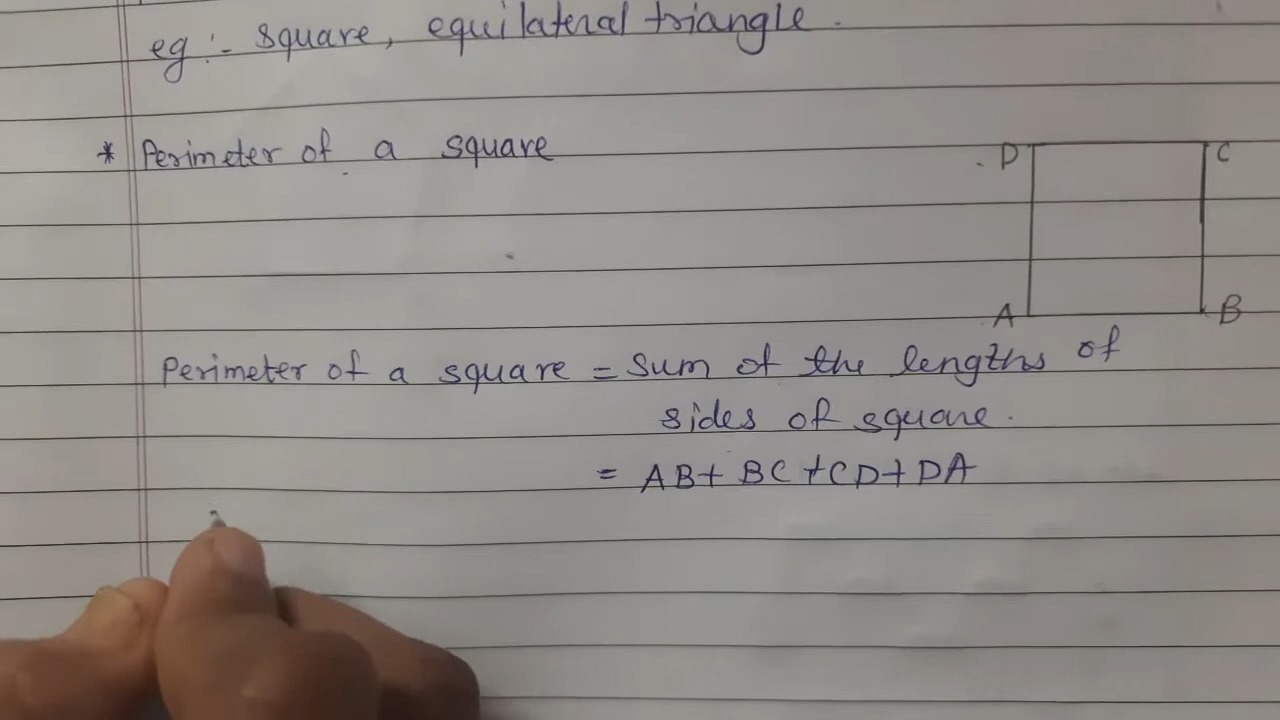 eg :- square, equilateral triangle.
* Perimeter of a square
D C
A B
Perimeter of a square = Sum of the lengths of
sides of square.
= AB + BC + CD + DA